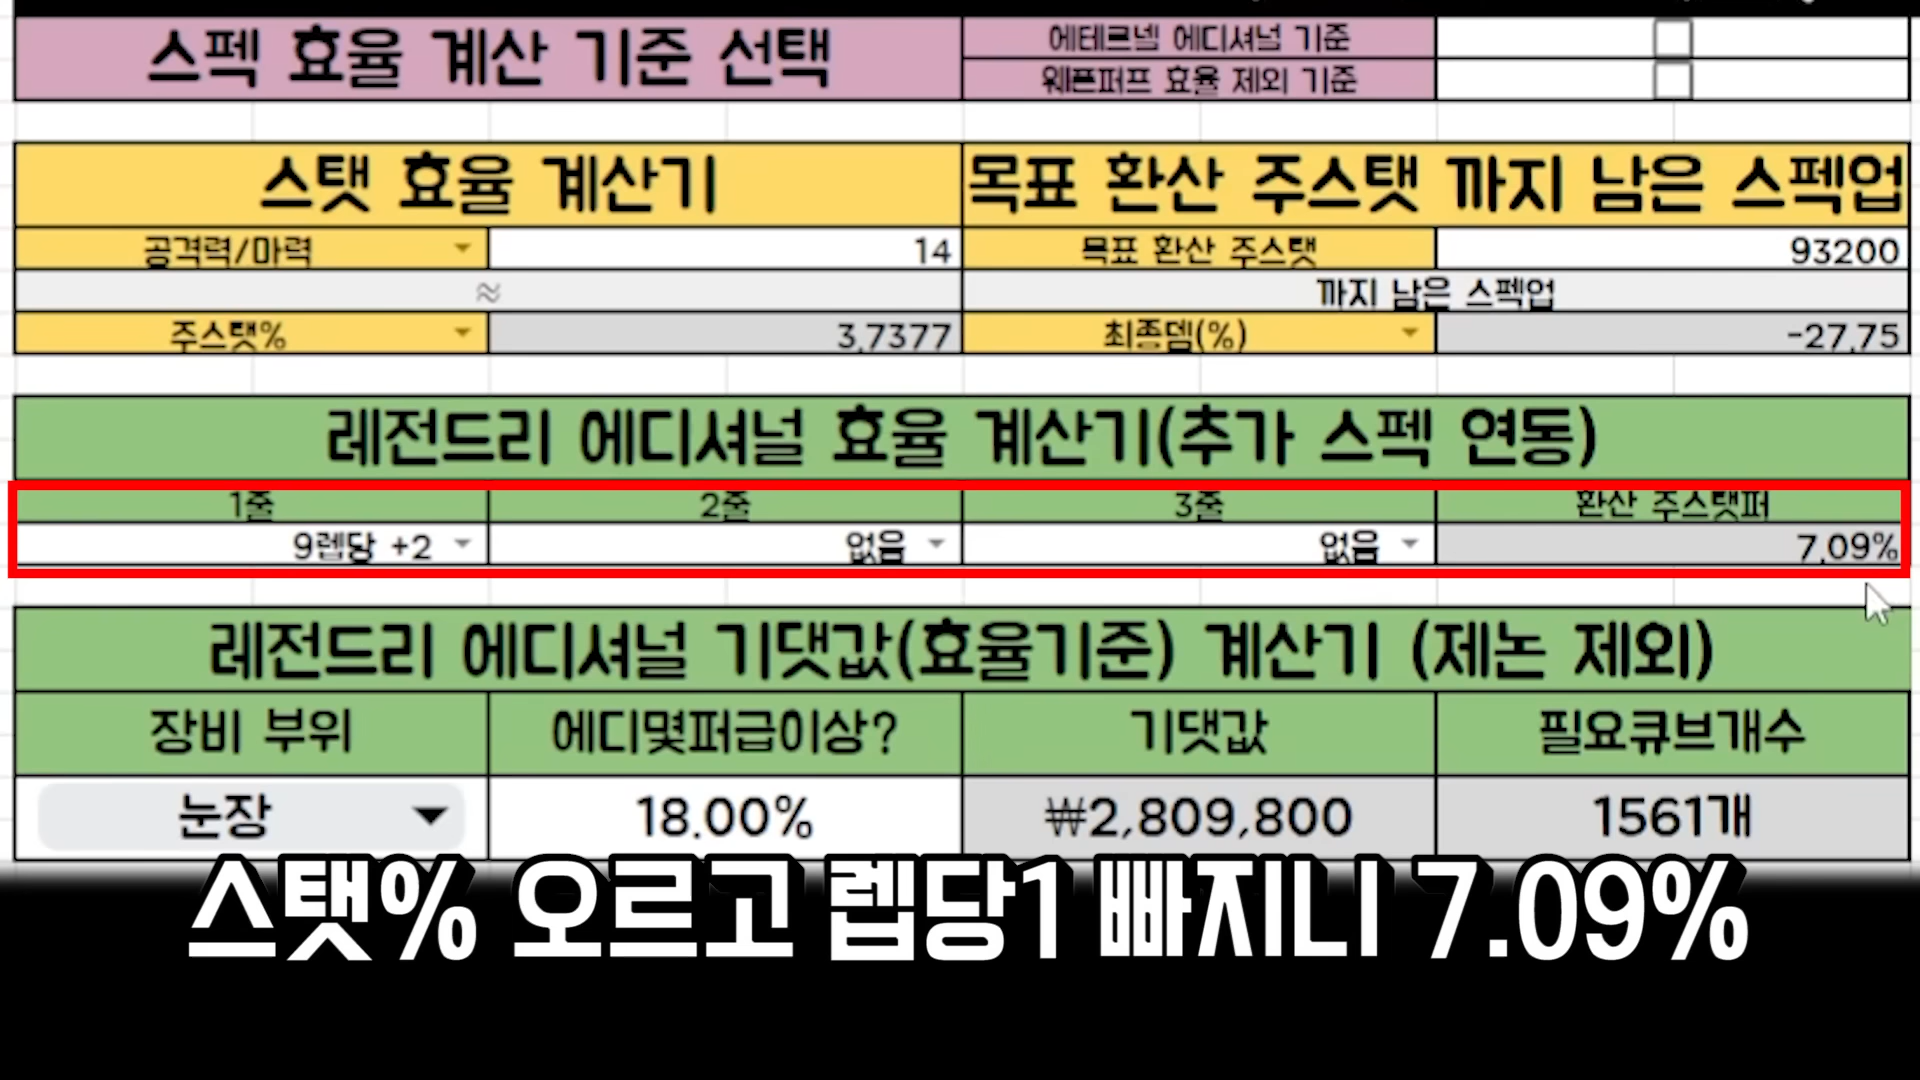 스펙 효율 계산 기준 선택
에테르넬 에디셔널 기준
웨폰퍼프 효율 제외 기준
스탯 효율 계산기
목표 환산 주스탯 까지 남은 스펙업
공격력/마력 14
목표 환산 주스탯 93200
≈
까지 남은 스펙업
주스탯% 3.7377
최종뎀(%) -27.75
레전드리 에디셔널 효율 계산기(추가 스펙 연동)
1줄 2줄 3줄 환산 주스탯퍼
9렙당 +2 없음 없음 7.09%
레전드리 에디셔널 기댓값(효율기준) 계산기 (제논 제외)
장비 부위 에디몇퍼급이상? 기댓값 필요큐브개수
눈장 18.00% ₩2,809,800 1561개
스탯% 오르고 렙당1 빠지니 7.09%